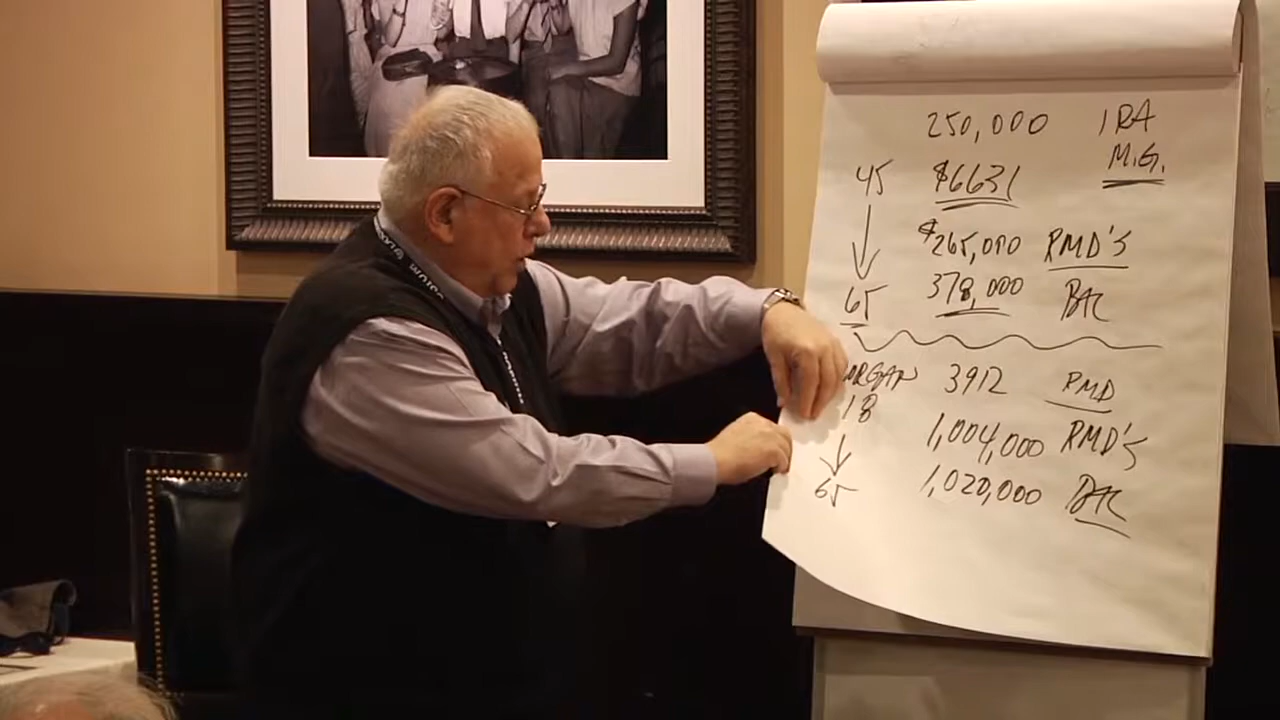 250,000 IRA
M.G.
45 $6631
$265,000 RMD'S
65 378,000 BAL
3912 RMD
18
1,004,000 RMD'S
65 1,020,000 BAL